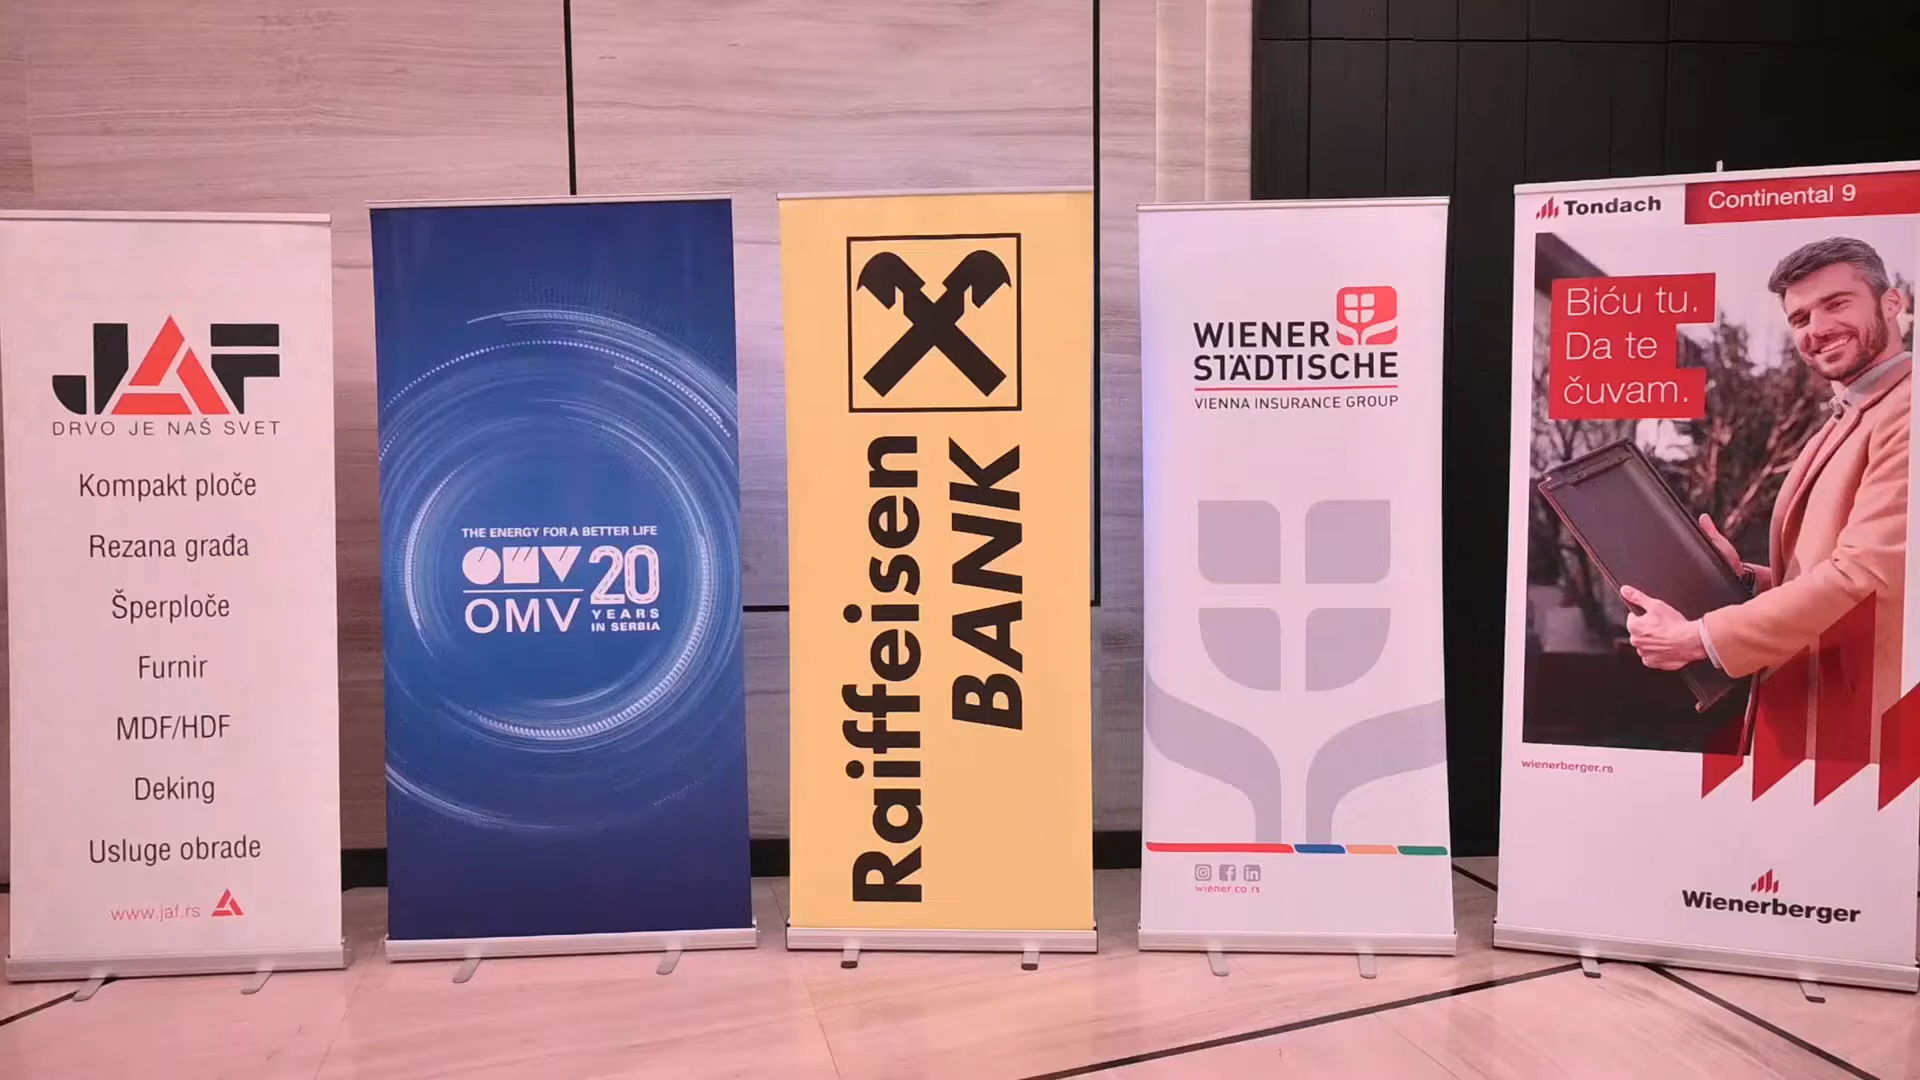 JAF
DRVO JE NAŠ SVET
Kompakt ploče
Rezana građa
Šperploče
Furnir
MDF/HDF
Deking
Usluge obrade
www.jaf.rs
THE ENERGY FOR A BETTER LIFE
OMV
OMV
20
YEARS
IN SERBIA
Raiffeisen
BANK
WIENER
STÄDTISCHE
VIENNA INSURANCE GROUP
wiener.co.rs
Tondach
Continental 9
Biću tu.
Da te
čuvam.
wienerberger.rs
Wienerberger